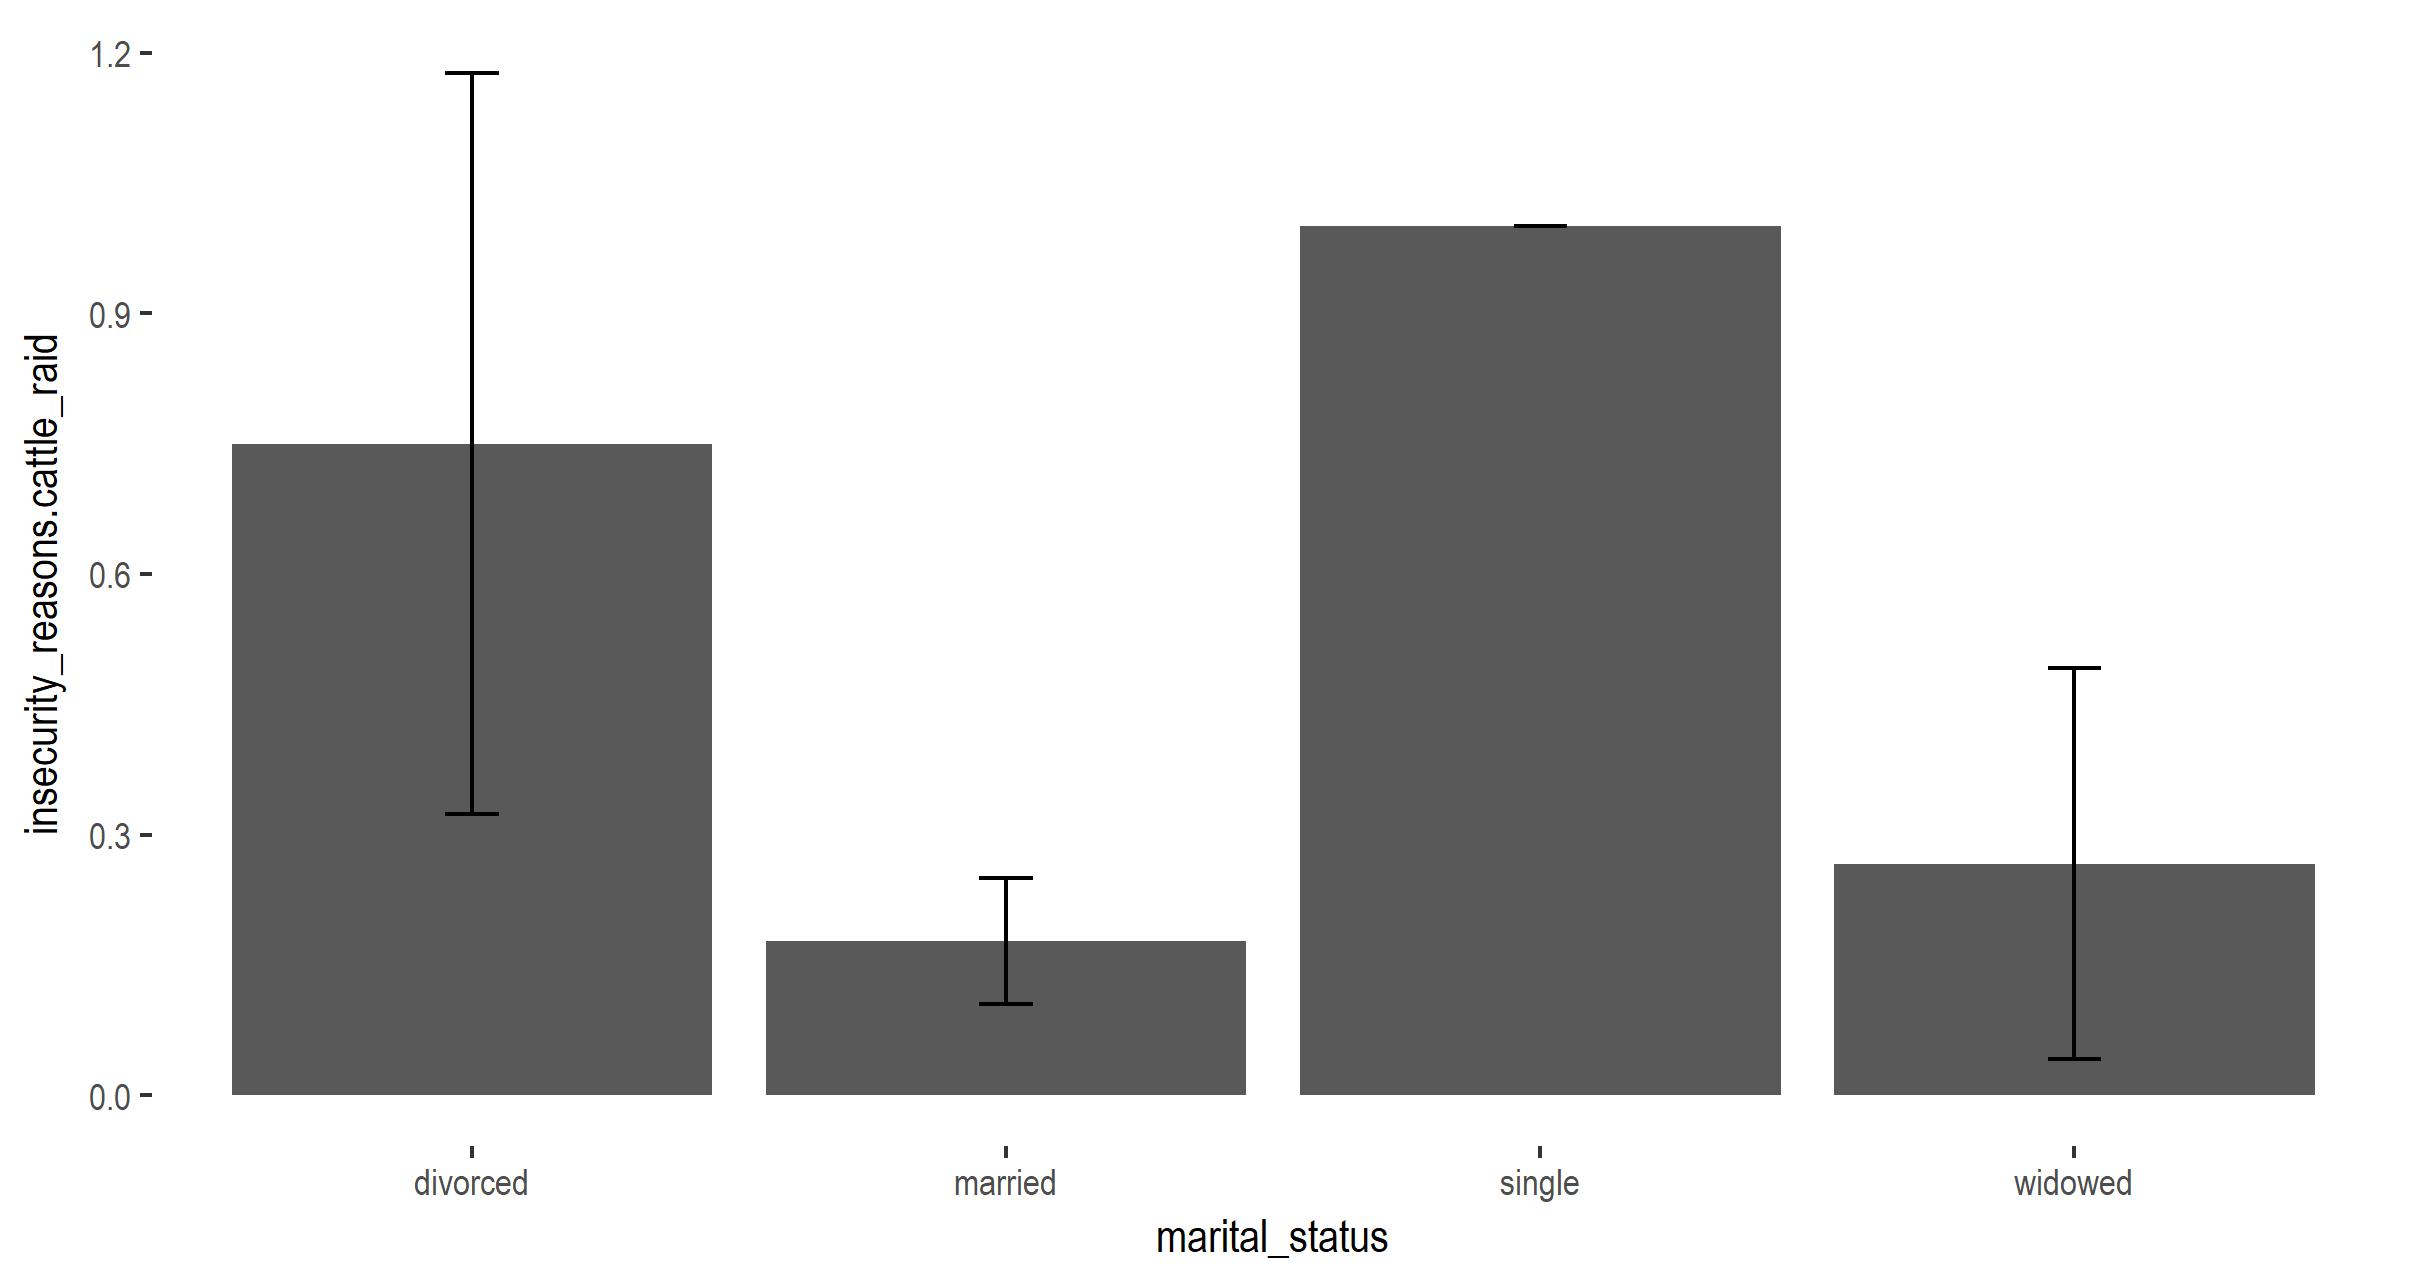 insecurity_reasons.cattle_raid
1.2
0.9
0.6
0.3
0.0
divorced married single widowed
marital_status